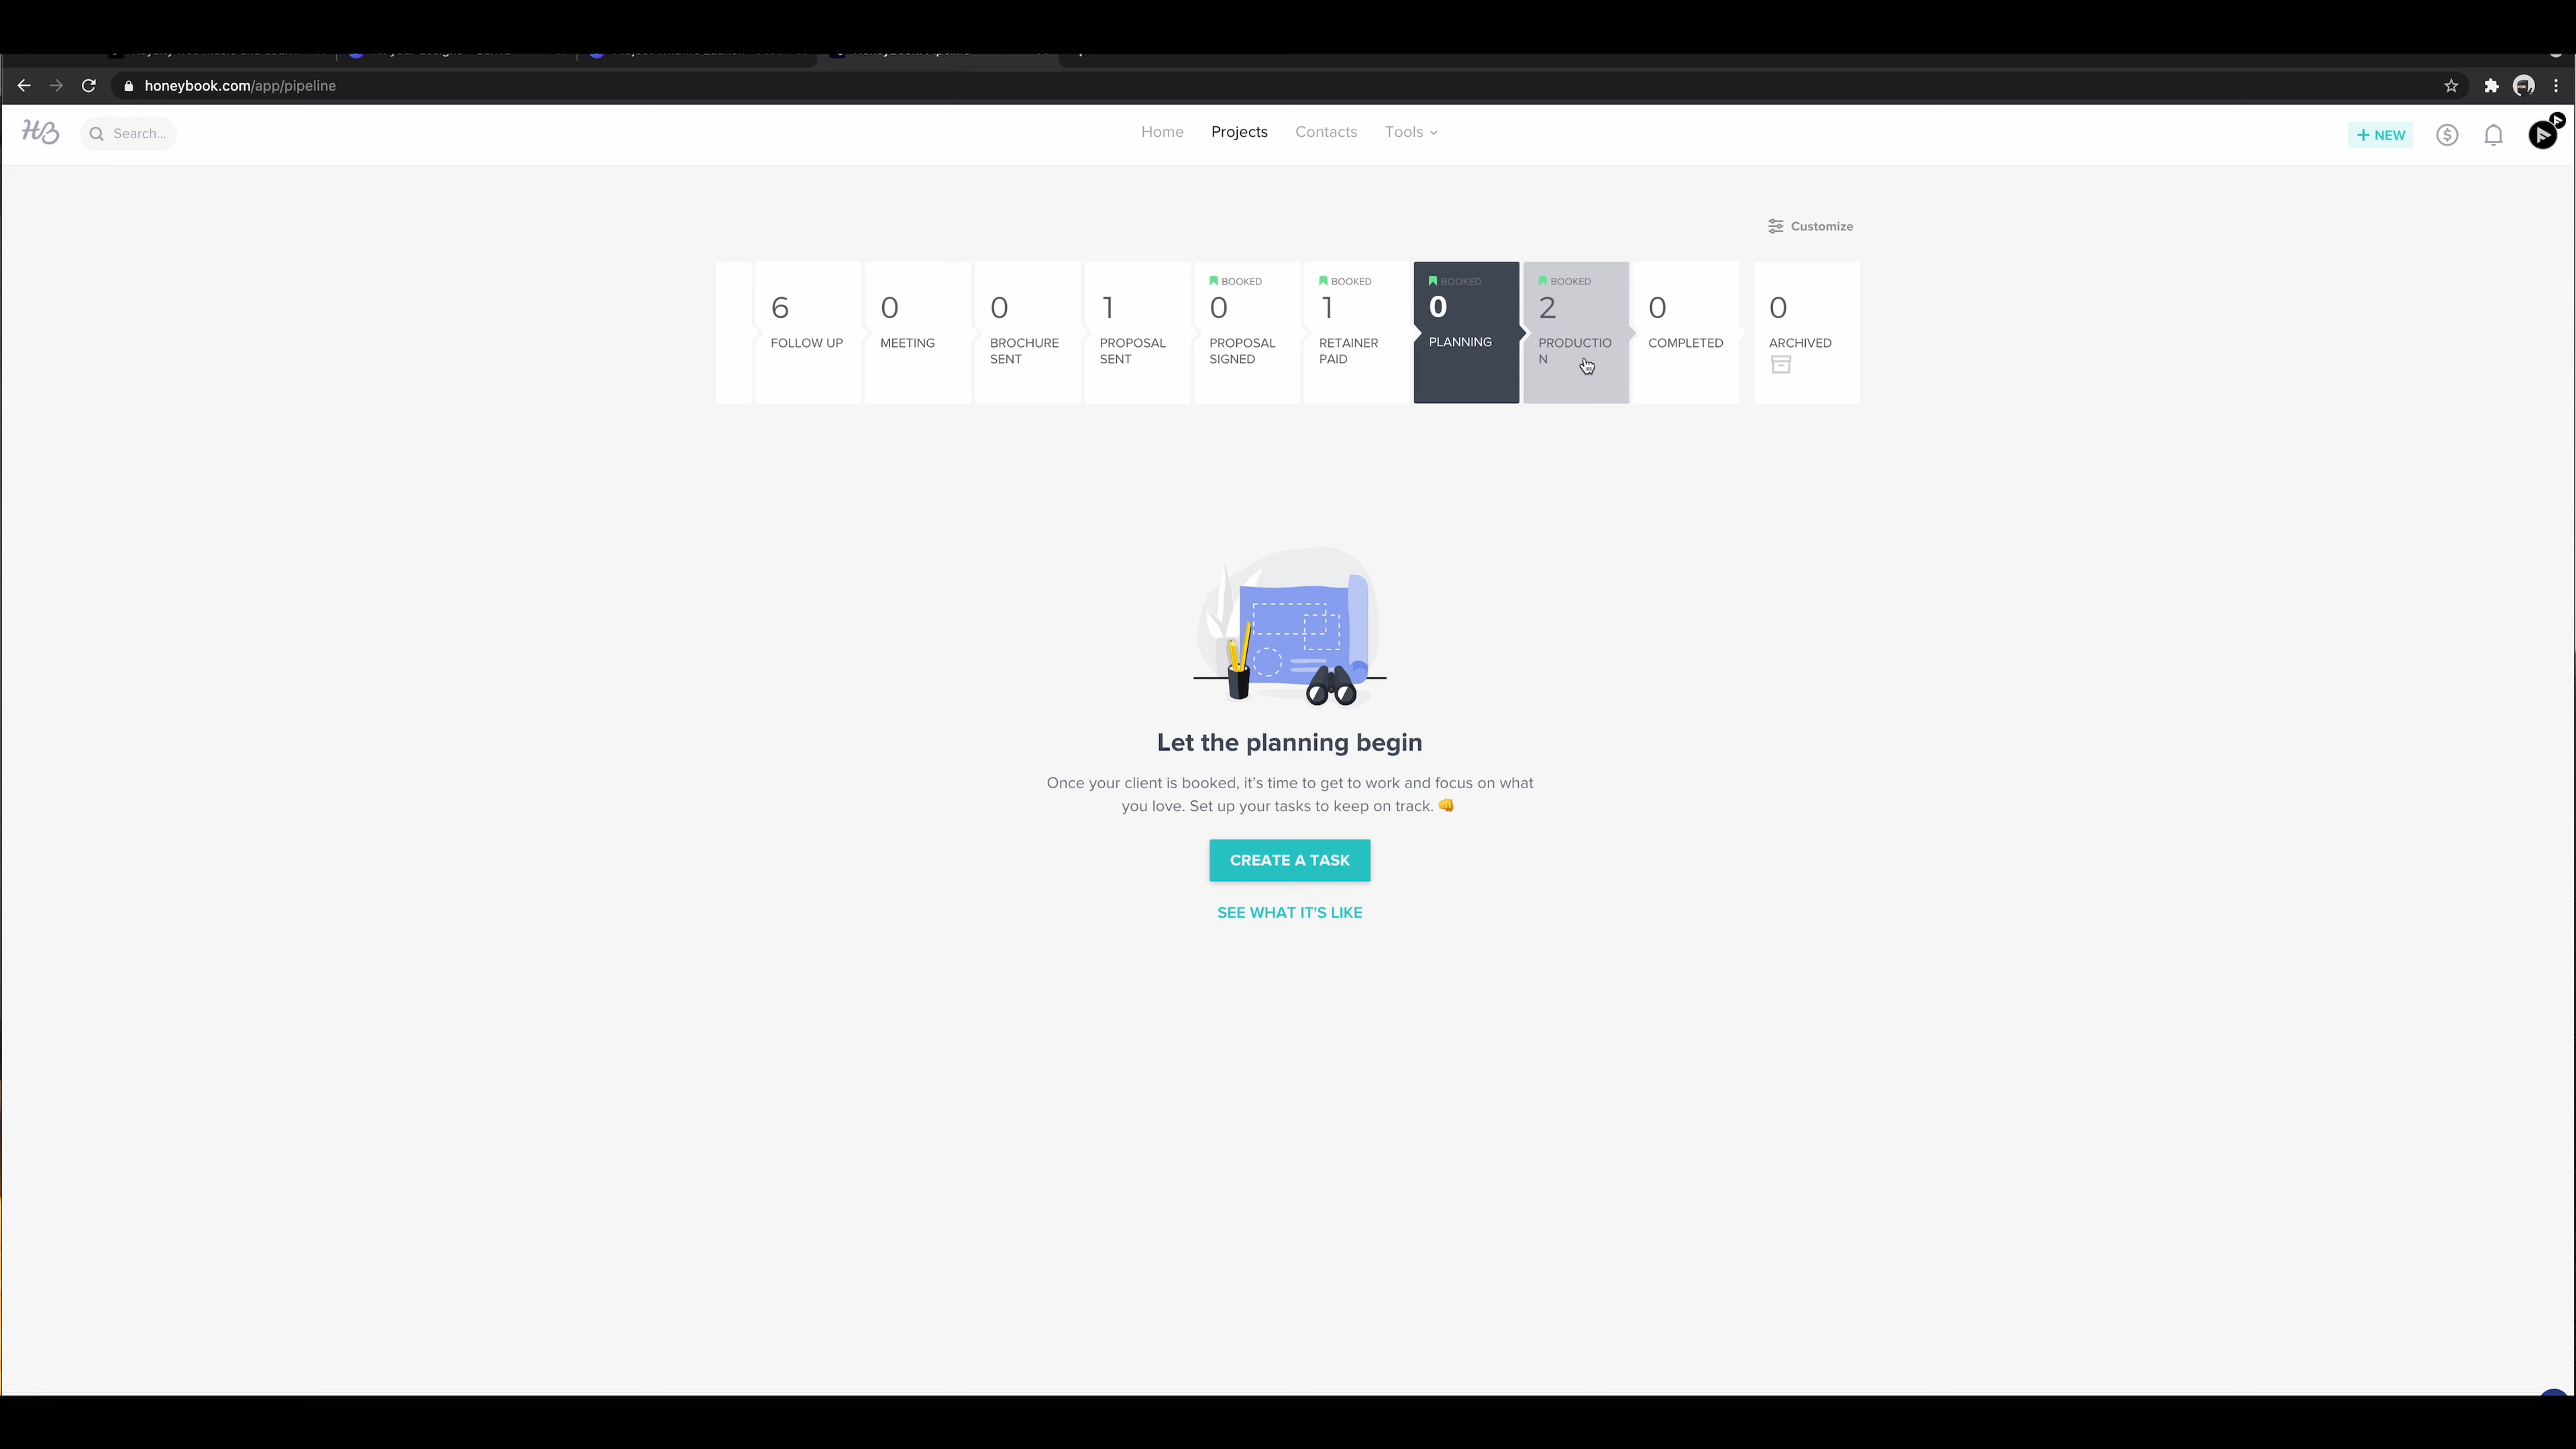 honeybook.com/app/pipeline
HB
Search...
Home
Projects
Contacts
Tools
+ NEW
Customize
6
FOLLOW UP
0
MEETING
0
BROCHURE
SENT
1
PROPOSAL
SENT
BOOKED
0
PROPOSAL
SIGNED
BOOKED
1
RETAINER
PAID
BOOKED
0
PLANNING
BOOKED
2
PRODUCTIO
N
0
COMPLETED
0
ARCHIVED
Let the planning begin
Once your client is booked, it's time to get to work and focus on what
you love. Set up your tasks to keep on track. 👊
CREATE A TASK
SEE WHAT IT'S LIKE